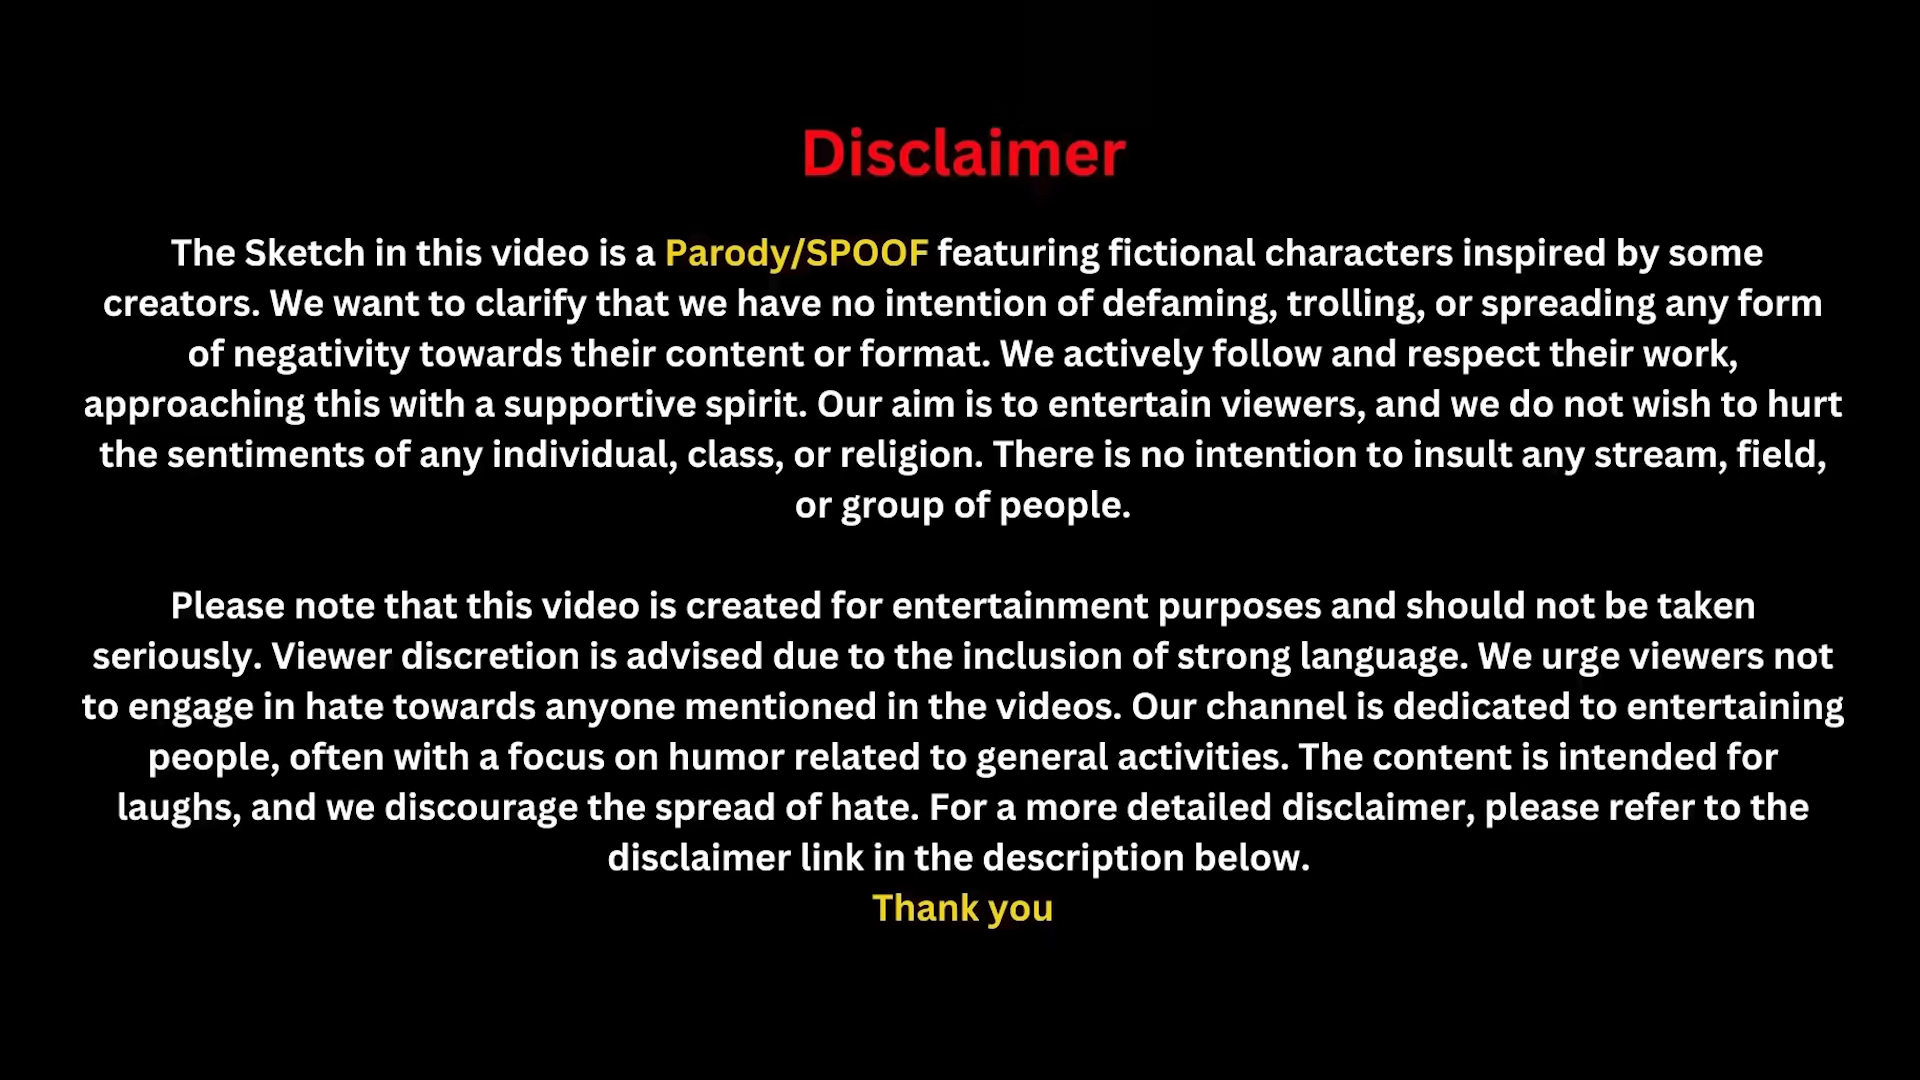 Disclaimer
The Sketch in this video is a Parody/SPOOF featuring fictional characters inspired by some
creators. We want to clarify that we have no intention of defaming, trolling, or spreading any form
of negativity towards their content or format. We actively follow and respect their work,
approaching this with a supportive spirit. Our aim is to entertain viewers, and we do not wish to hurt
the sentiments of any individual, class, or religion. There is no intention to insult any stream, field,
or group of people.
Please note that this video is created for entertainment purposes and should not be taken
seriously. Viewer discretion is advised due to the inclusion of strong language. We urge viewers not
to engage in hate towards anyone mentioned in the videos. Our channel is dedicated to entertaining
people, often with a focus on humor related to general activities. The content is intended for
laughs, and we discourage the spread of hate. For a more detailed disclaimer, please refer to the
disclaimer link in the description below.
Thank you